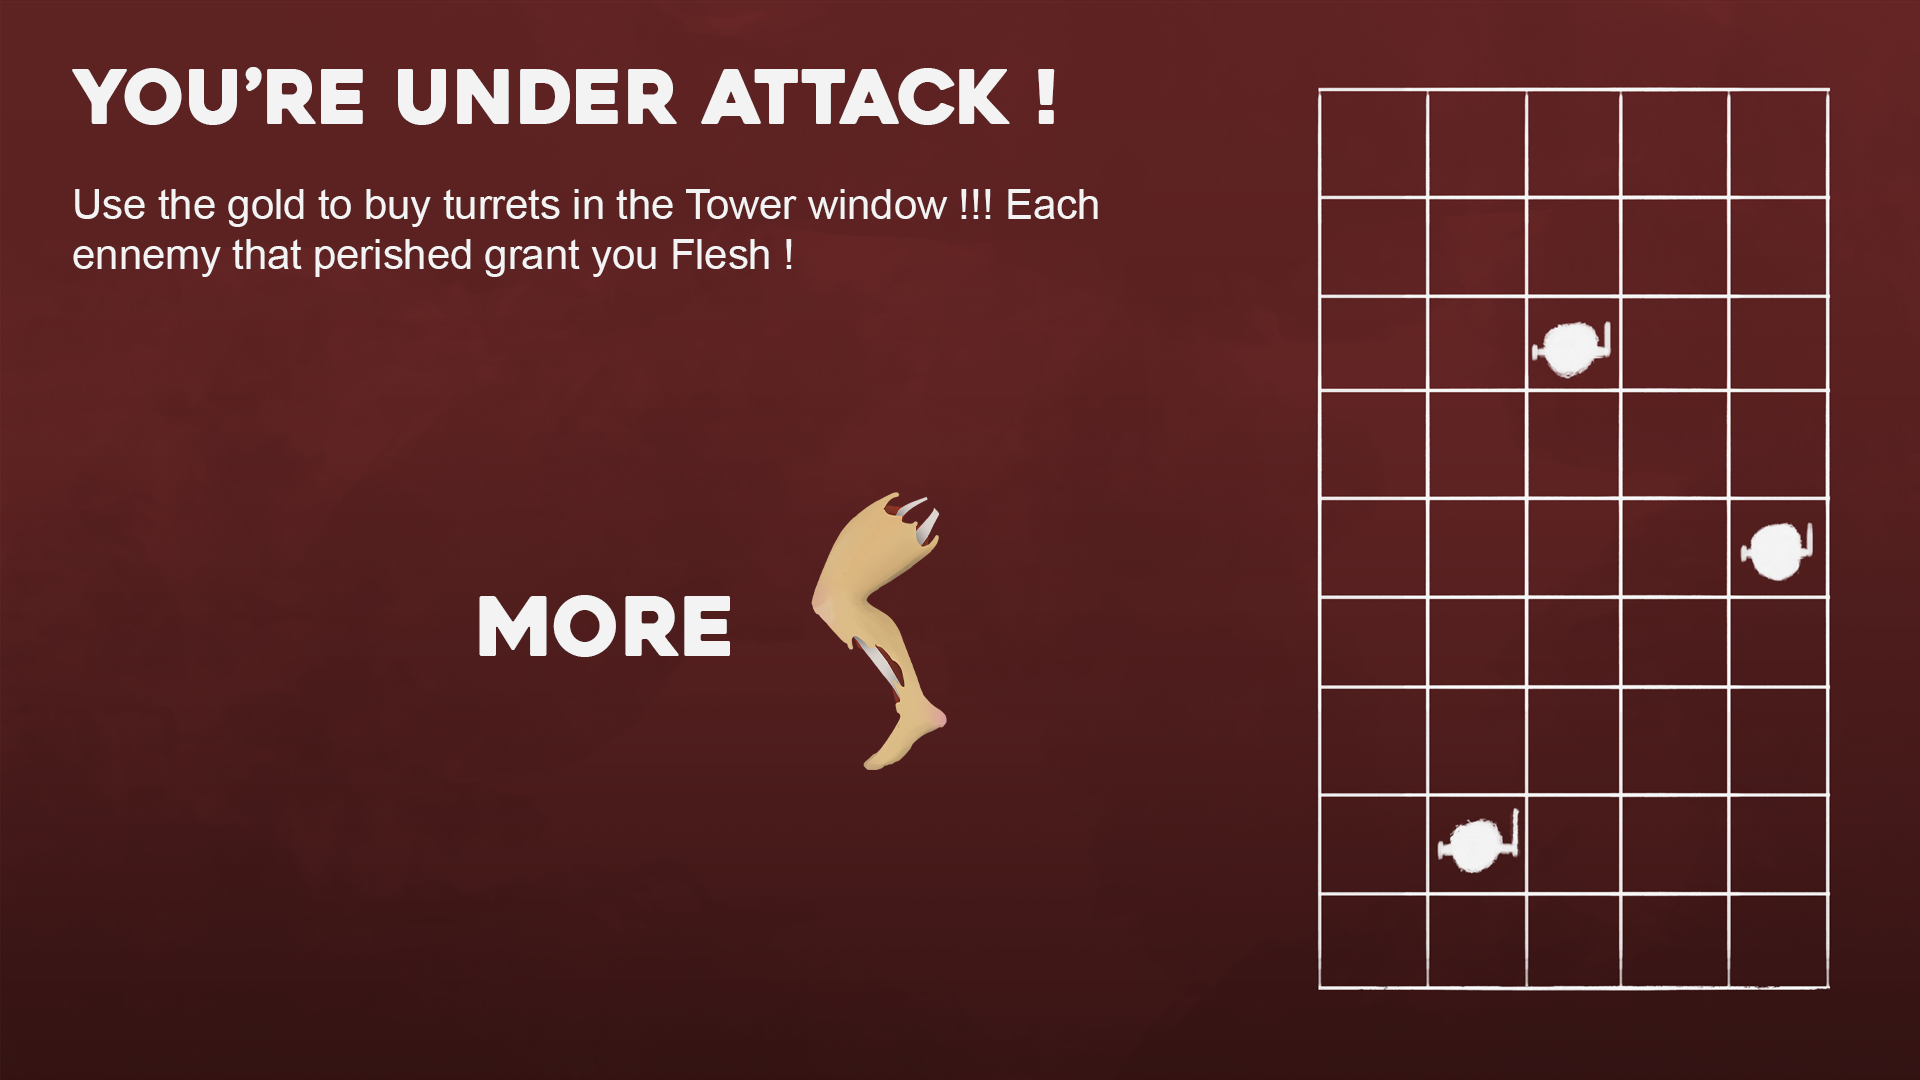 YOU'RE UNDER ATTACK !
Use the gold to buy turrets in the Tower window !!! Each
ennemy that perished grant you Flesh !
MORE